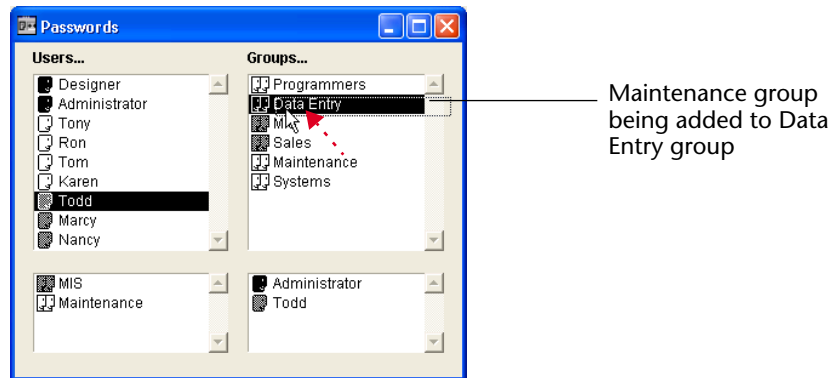 Passwords
Users...
Groups...
Designer
Administrator
Tony
Ron
Tom
Karen
Todd
Marcy
Nancy
Programmers
Data Entry
Sales
Maintenance
Systems
MIS
Maintenance
Administrator
Todd
Maintenance group
being added to Data
Entry group